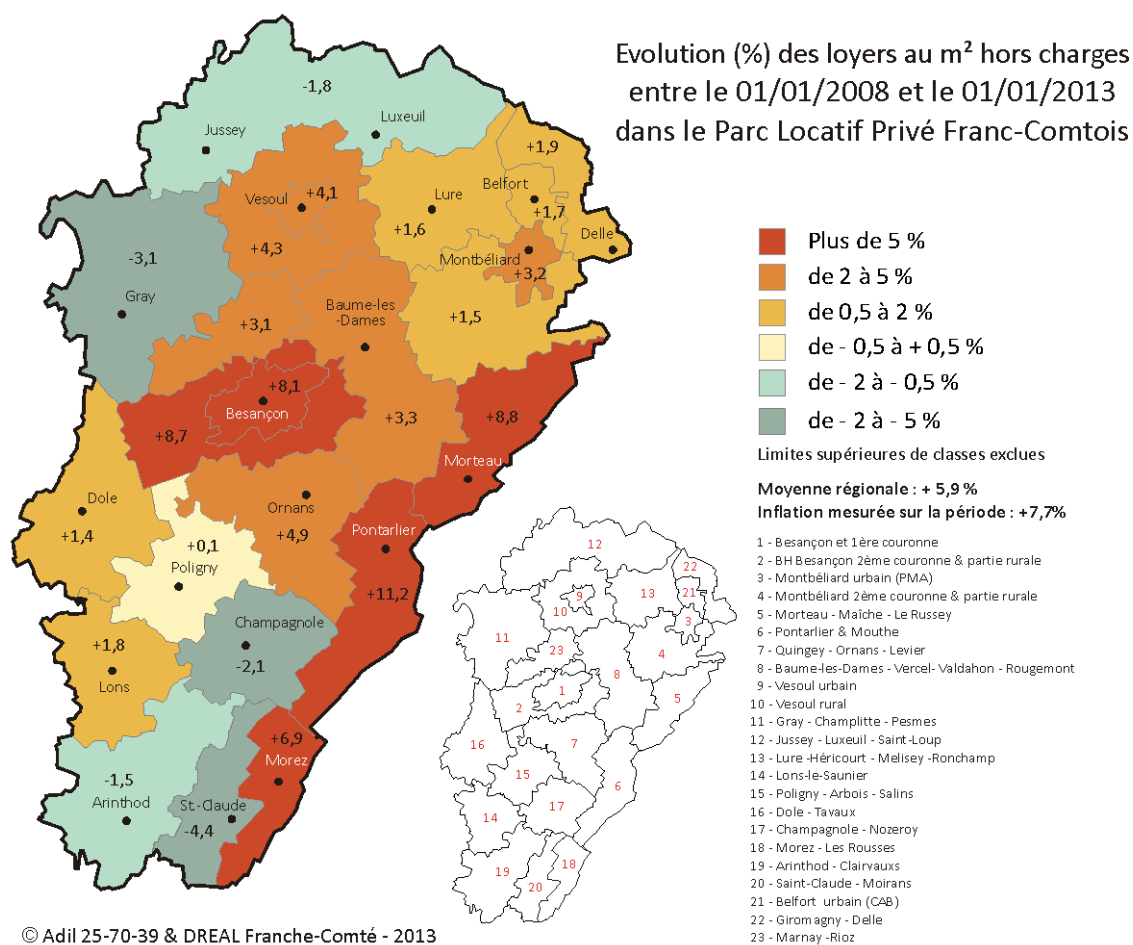 Evolution (%) des loyers au m² hors charges
entre le 01/01/2008 et le 01/01/2013
dans le Parc Locatif Privé Franc-Comtois
-1,8
Luxeuil
Jussey
+1,9
Belfort
+4,1
Vesoul
Lure
+1,7
+1,6
Delle
+4,3
Montbéliard
-3,1
+3,2
Gray
Baume-les
-Dames
+3,1
+1,5
+8,1
Besançon
+8,7
+3,3
+8,8
Morteau
Dole
Ornans
Pontarlier
+1,4
+4,9
+0,1
Poligny
+11,2
Champagnole
+1,8
-2,1
Lons
+6,9
Morez
-1,5
Arinthod
St-Claude
-4,4
Plus de 5 %
de 2 à 5 %
de 0,5 à 2 %
de - 0,5 à + 0,5 %
de - 2 à - 0,5 %
de - 2 à - 5 %
Limites supérieures de classes exclues
Moyenne régionale : + 5,9 %
Inflation mesurée sur la période : +7,7%
12
22
9
13
21
10
3
11
23
4
8
1
2
5
16
7
15
6
17
14
18
19
20
1 - Besançon et 1ère couronne
2 - BH Besançon 2ème couronne & partie rurale
3 - Montbéliard urbain (PMA)
4 - Montbéliard 2ème couronne & partie rurale
5 - Morteau - Maîche - Le Russey
6 - Pontarlier & Mouthe
7 - Quingey - Ornans - Levier
8 - Baume-les-Dames - Vercel- Valdahon - Rougemont
9 - Vesoul urbain
10 - Vesoul rural
11 - Gray - Champlitte - Pesmes
12 - Jussey - Luxeuil - Saint-Loup
13 - Lure -Héricourt - Melisey -Ronchamp
14 - Lons-le-Saunier
15 - Poligny - Arbois - Salins
16 - Dole - Tavaux
17 - Champagnole - Nozeroy
18 - Morez - Les Rousses
19 - Arinthod - Clairvauxs
20 - Saint-Claude - Moirans
21 - Belfort urbain (CAB)
22 - Giromagny - Delle
23 - Marnay -Rioz
© Adil 25-70-39 & DREAL Franche-Comté - 2013